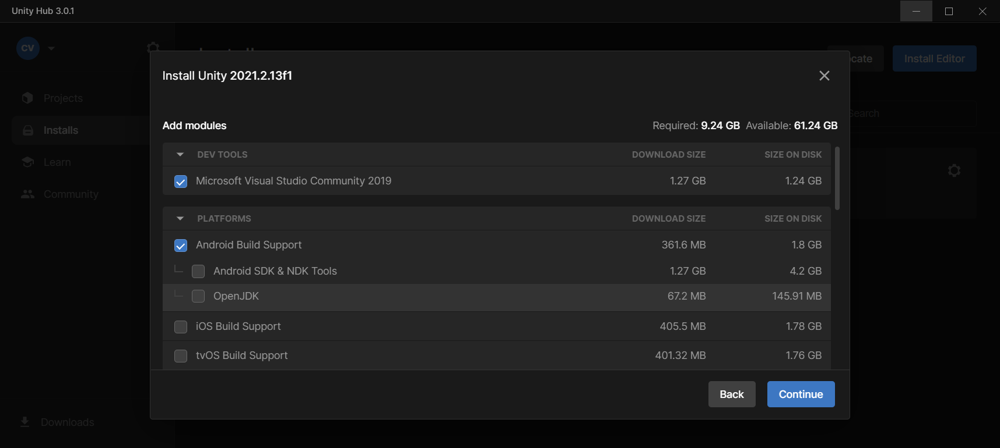 Unity Hub 3.0.1
CV
Projects
Installs
Learn
Community
Downloads
Install Editor
Search
Install Unity 2021.2.13f1
Add modules
Required: 9.24 GB Available: 61.24 GB
DEV TOOLS DOWNLOAD SIZE SIZE ON DISK
Microsoft Visual Studio Community 2019 1.27 GB 1.24 GB
PLATFORMS DOWNLOAD SIZE SIZE ON DISK
Android Build Support 361.6 MB 1.8 GB
Android SDK & NDK Tools 1.27 GB 4.2 GB
OpenJDK 67.2 MB 145.91 MB
iOS Build Support 405.5 MB 1.78 GB
tvOS Build Support 401.32 MB 1.76 GB
Back Continue